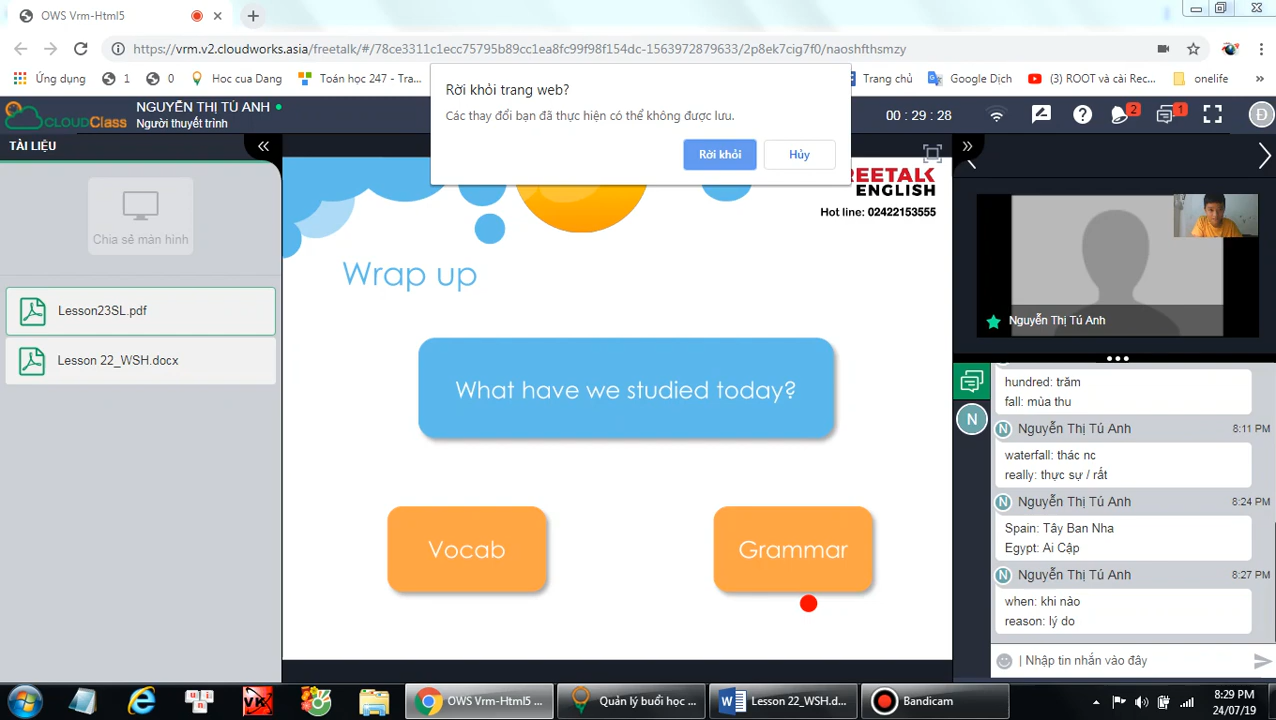 OWS Vrm-Html5
https://vrm.v2.cloudworks.asia/freetalk/#/78ce3311c1ecc75795b89cc1ea8fc99f98f154dc-1563972879633/2p8ek7cig7f0/naoshfthsmzy
Ứng dụng
1
0
Hoc cua Dang
Toán học 247 - Tra...
Trang chủ
Google Dịch
(3) ROOT và cài Rec...
onelife
Rời khỏi trang web?
Các thay đổi bạn đã thực hiện có thể không được lưu.
Rời khỏi
Hủy
CLOUDClass
NGUYỄN THỊ TÚ ANH
Người thuyết trình
00 : 29 : 28
2
1
Đ
TÀI LIỆU
Chia sẻ màn hình
Lesson23SL.pdf
Lesson 22_WSH.docx
REETALK
ENGLISH
Hot line: 02422153555
Wrap up
What have we studied today?
Vocab
Grammar
Nguyễn Thị Tú Anh
hundred: trăm
fall: mùa thu
N
N Nguyễn Thị Tú Anh 8:11 PM
waterfall: thác nc
really: thực sự / rất
N Nguyễn Thị Tú Anh 8:24 PM
Spain: Tây Ban Nha
Egypt: Ai Cập
N Nguyễn Thị Tú Anh 8:27 PM
when: khi nào
reason: lý do
Nhập tin nhắn vào đây
OWS Vrm-Html5 ...
Quản lý buổi học ...
Lesson 22_WSH.d...
Bandicam
8:29 PM
24/07/19